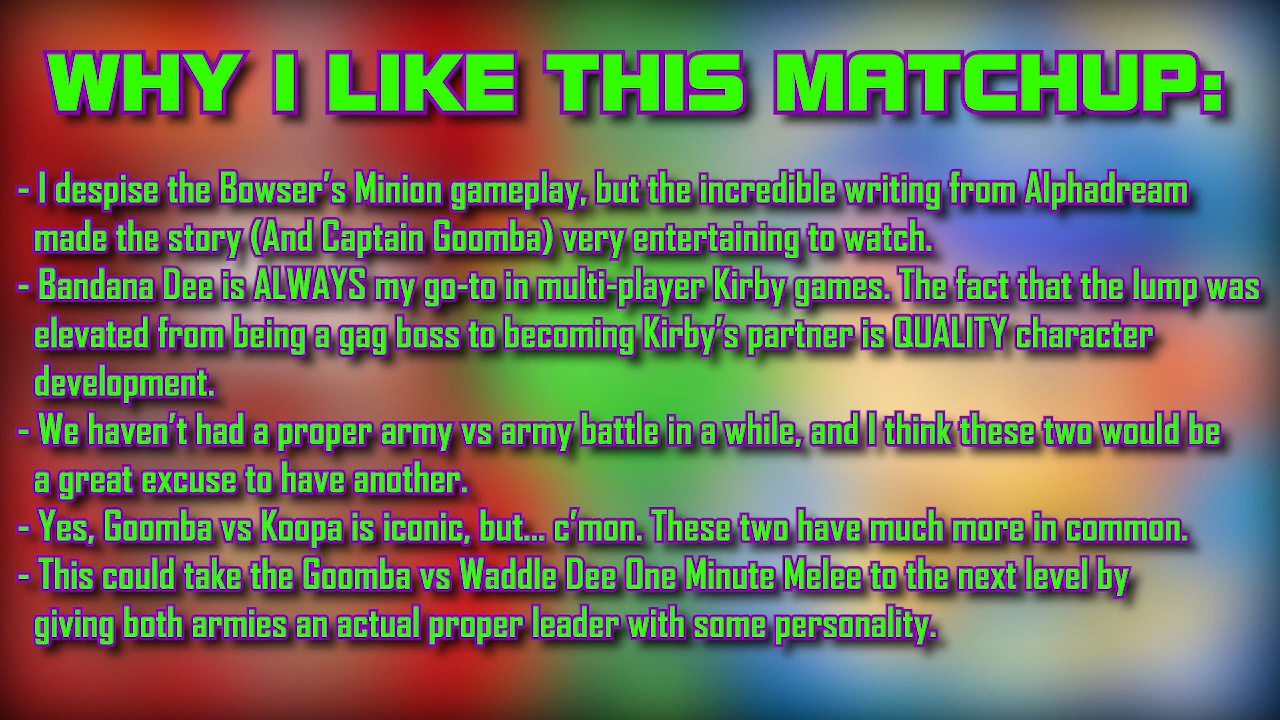 WHY I LIKE THIS MATCHUP:
- I despise the Bowser's Minion gameplay, but the incredible writing from Alphadream
made the story (And Captain Goomba) very entertaining to watch.
- Bandana Dee is ALWAYS my go-to in multi-player Kirby games. The fact that the lump was
elevated from being a gag boss to becoming Kirby's partner is QUALITY character
development.
- We haven't had a proper army vs army battle in a while, and I think these two would be
a great excuse to have another.
- Yes, Goomba vs Koopa is iconic, but... c'mon. These two have much more in common.
- This could take the Goomba vs Waddle Dee One Minute Melee to the next level by
giving both armies an actual proper leader with some personality.